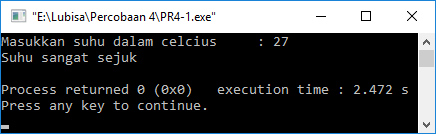 "E:\Lubisa\Percobaan 4\PR4-1.exe"
Masukkan suhu dalam celcius    : 27
Suhu sangat sejuk
Process returned 0 (0x0)   execution time : 2.472 s
Press any key to continue.